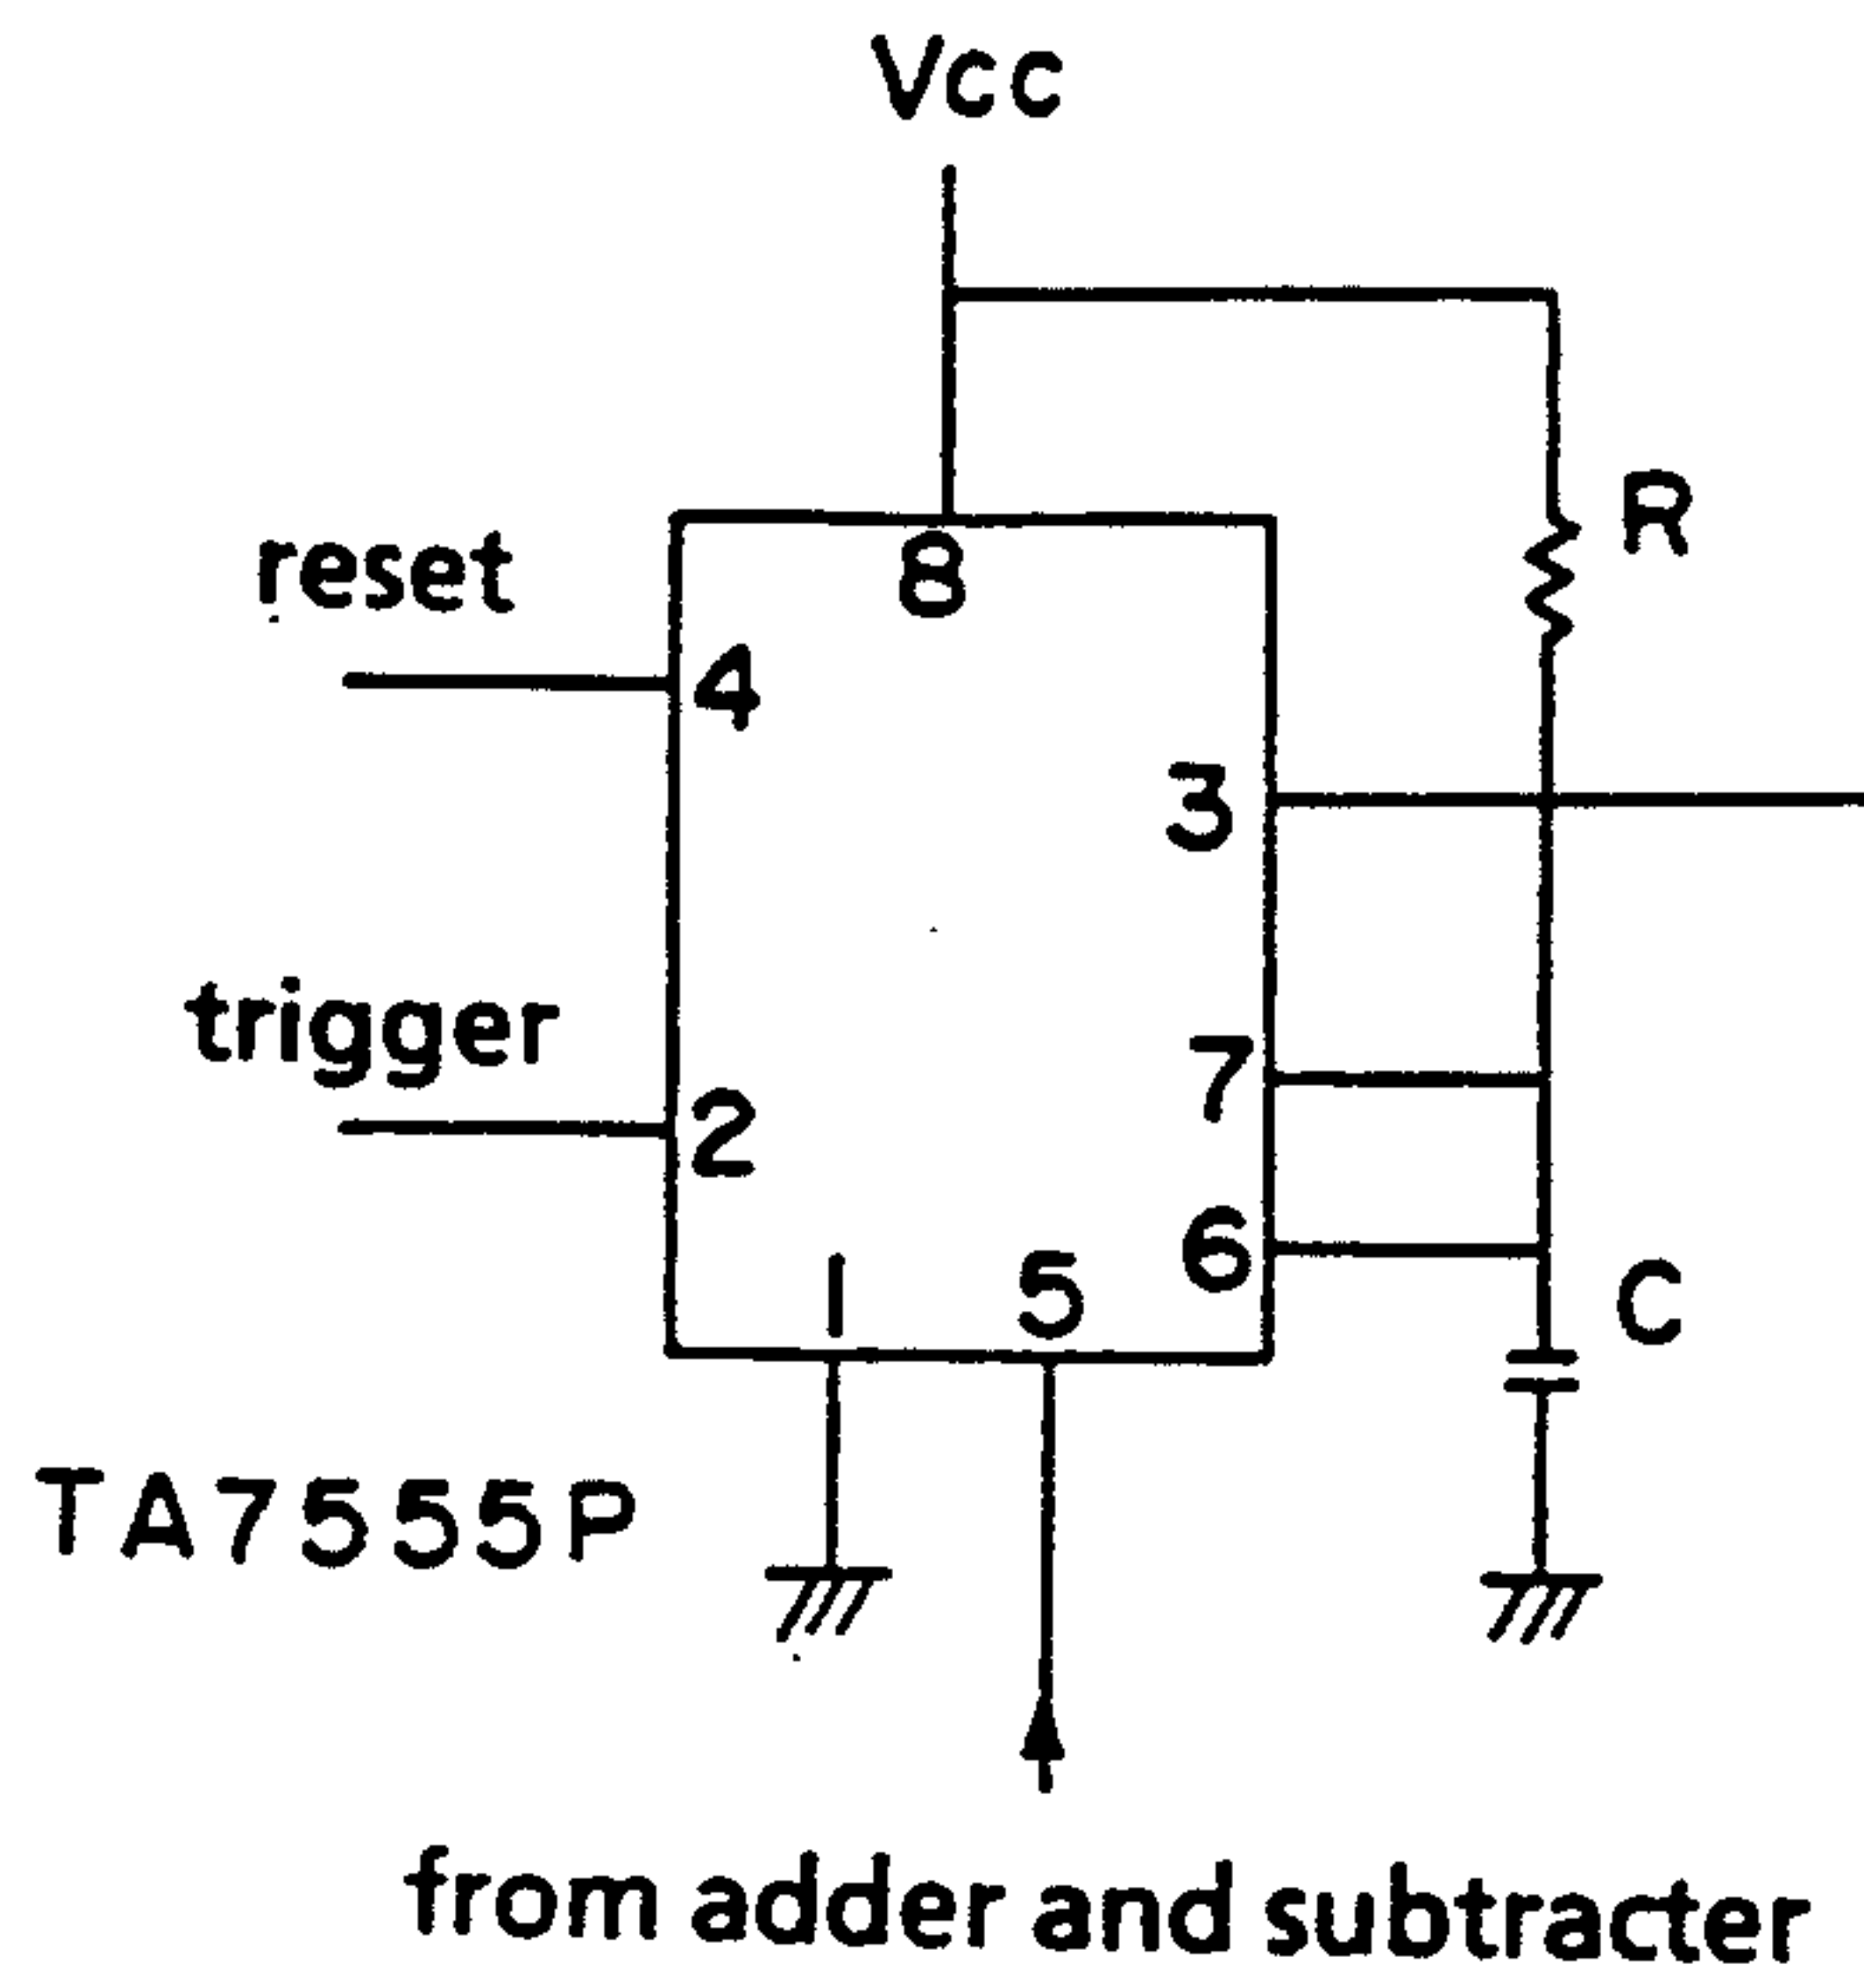 Vcc
R
reset
8
4
3
trigger
7
2
6
1
5
C
TA7555P
from adder and subtracter